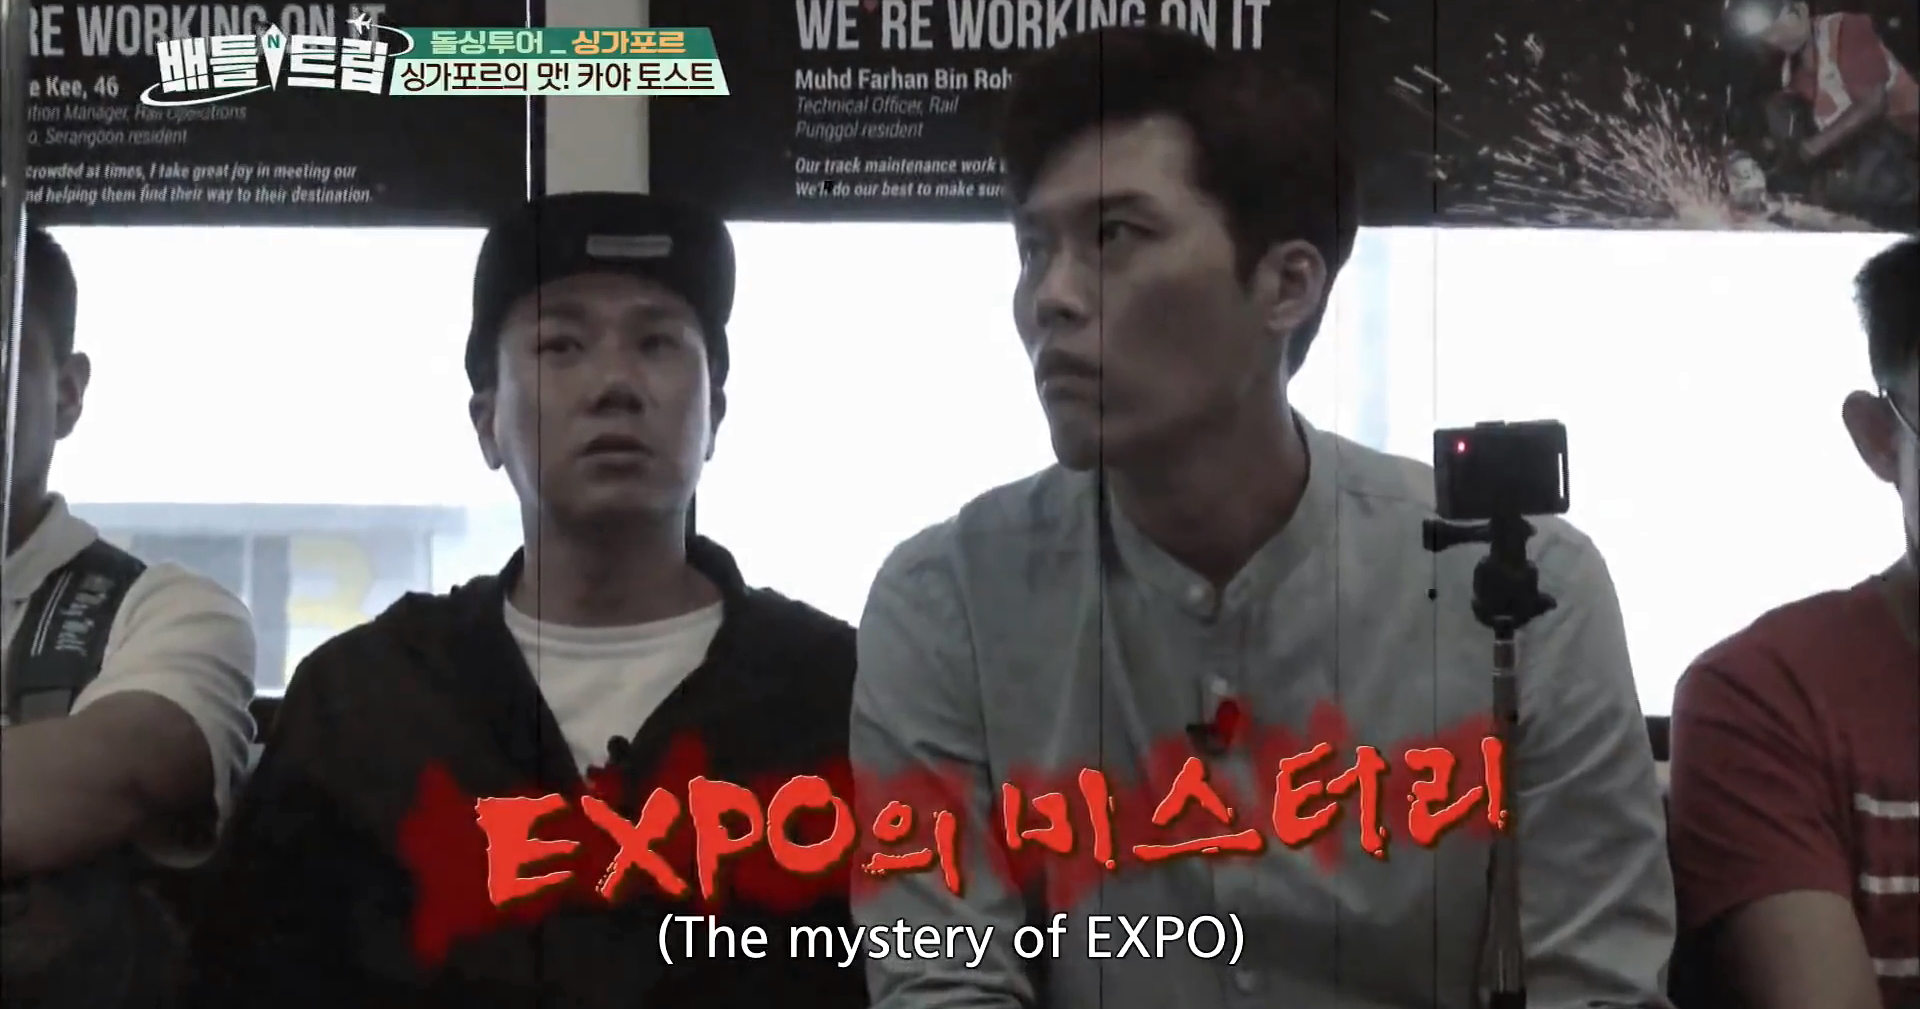 RE WORKING ON IT
WE'RE WORKING ON IT
배틀 트립
N
돌싱투어 _ 싱가포르
싱가포르의 맛! 카야 토스트
e Kee, 46
Manager, Rail Operations
Serangoon resident
crowded at times, I take great joy in meeting our
nd helping them find their way to their destination.
Muhd Farhan Bin Roh
Technical Officer, Rail
Punggol resident
Our track maintenance work
We'll do our best to make sure
EXPO의 미스터리
(The mystery of EXPO)